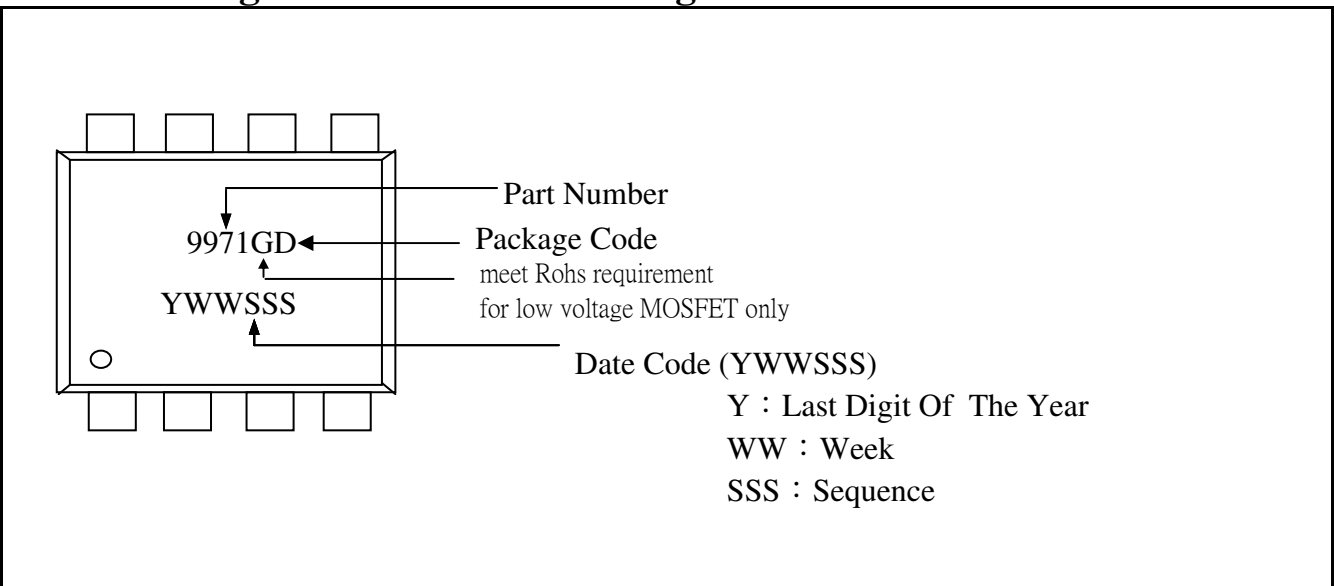 9971GD
YWWSSS
Part Number
Package Code
meet Rohs requirement
for low voltage MOSFET only
Date Code (YWWSSS)
Y：Last Digit Of The Year
WW：Week
SSS：Sequence